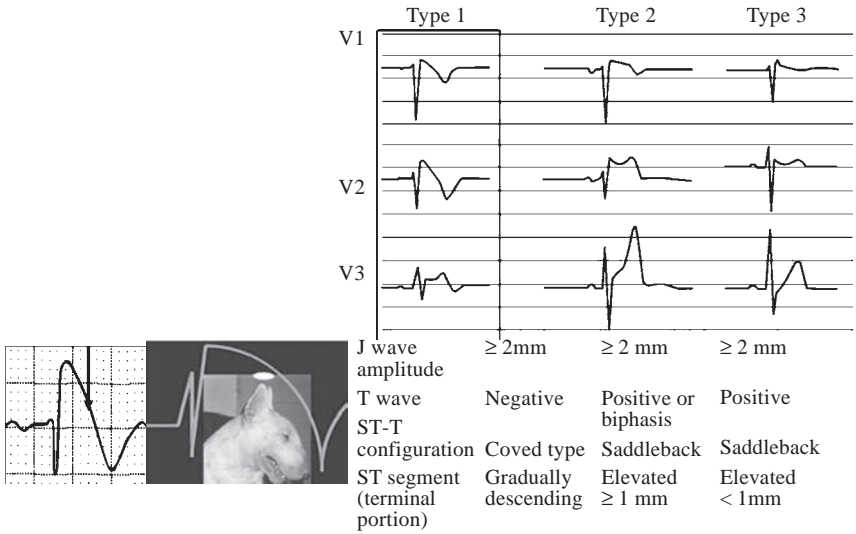 Type 1 Type 2 Type 3
V1
V2
V3
J wave ≥ 2mm ≥ 2 mm ≥ 2 mm
amplitude
T wave Negative Positive or Positive
biphasis
ST-T
configuration Coved type Saddleback Saddleback
ST segment Gradually Elevated Elevated
(terminal descending ≥ 1 mm < 1mm
portion)